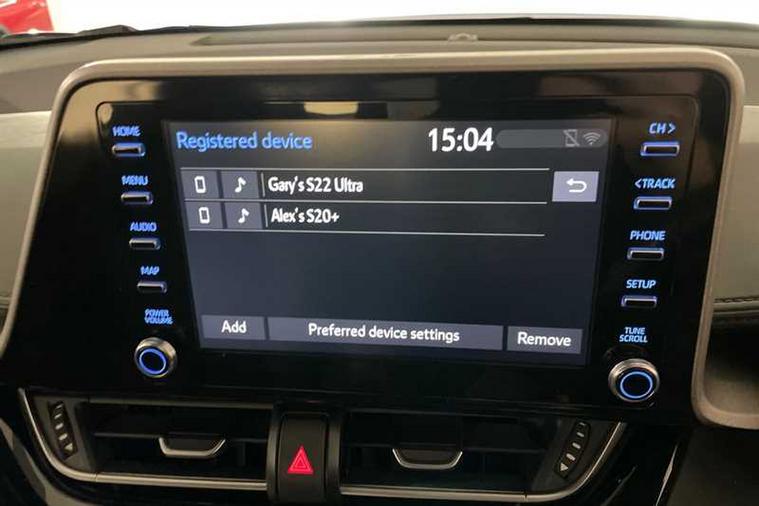 HOME
MENU
AUDIO
MAP
POWER
VOLUME
Registered device
15:04
Gary's S22 Ultra
Alex's S20+
Add
Preferred device settings
Remove
CH >
< TRACK
PHONE
SETUP
TUNE
SCROLL